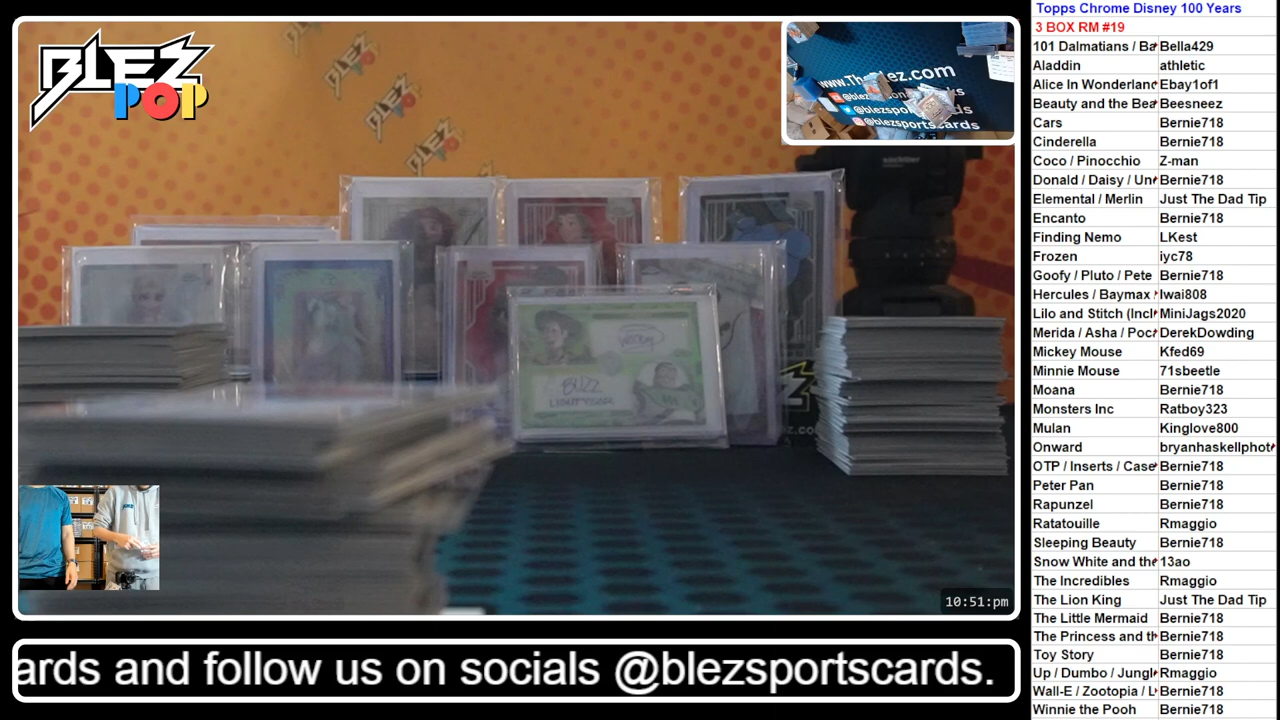 BLEZ
POP
www.TheBlez.com
@blezsportscards
@blezsportscards
WOODY
BUZZ
LIGHTYEAR
10:51:pm
ards and follow us on socials @blezsportscards.
Topps Chrome Disney 100 Years
3 BOX RM #19
101 Dalmatians / Ba Bella429
Aladdin athletic
Alice In Wonderlan Ebay1of1
Beauty and the Bea Beesneez
Cars Bernie718
Cinderella Bernie718
Coco / Pinocchio Z-man
Donald / Daisy / Un Bernie718
Elemental / Merlin Just The Dad Tip
Encanto Bernie718
Finding Nemo LKest
Frozen iyc78
Goofy / Pluto / Pete Bernie718
Hercules / Baymax Iwai808
Lilo and Stitch (Incl MiniJags2020
Merida / Asha / Poc DerekDowding
Mickey Mouse Kfed69
Minnie Mouse 71sbeetle
Moana Bernie718
Monsters Inc Ratboy323
Mulan Kinglove800
Onward bryanhaskellphot
OTP / Inserts / Case Bernie718
Peter Pan Bernie718
Rapunzel Bernie718
Ratatouille Rmaggio
Sleeping Beauty Bernie718
Snow White and th 13ao
The Incredibles Rmaggio
The Lion King Just The Dad Tip
The Little Mermaid Bernie718
The Princess and th Bernie718
Toy Story Bernie718
Up / Dumbo / Jungl Rmaggio
Wall-E / Zootopia / L Bernie718
Winnie the Pooh Bernie718